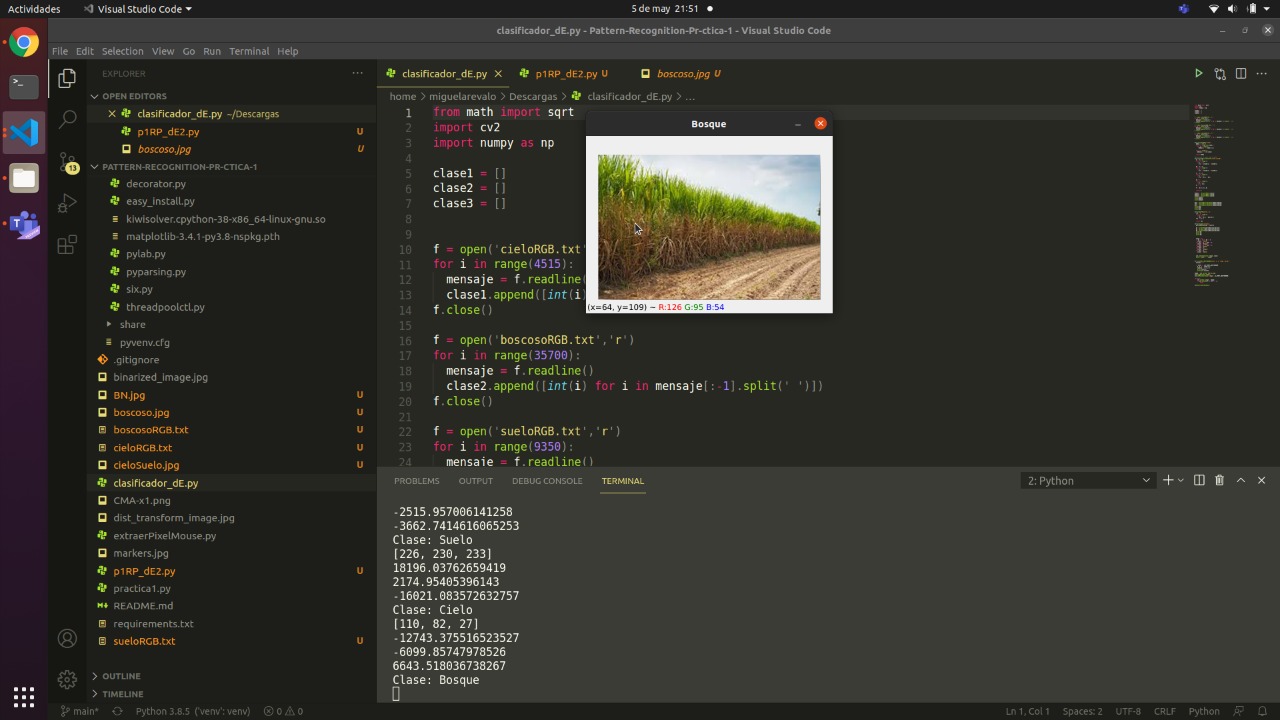 Actividades
Visual Studio Code
5 de may 21:51
clasificador_dE.py - Pattern-Recognition-Pr-ctica-1 - Visual Studio Code
File Edit Selection View Go Run Terminal Help
EXPLORER
OPEN EDITORS
clasificador_dE.py ~/Descargas
p1RP_dE2.py U
boscoso.jpg U
PATTERN-RECOGNITION-PR-CTICA-1
decorator.py
easy_install.py
kiwisolver.cpython-38-x86_64-linux-gnu.so
matplotlib-3.4.1-py3.8-nspkg.pth
pylab.py
pyparsing.py
six.py
threadpoolctl.py
share
pyvenv.cfg
.gitignore
binarized_image.jpg
BN.jpg U
boscoso.jpg U
boscosoRGB.txt U
cieloRGB.txt U
cieloSuelo.jpg U
clasificador_dE.py
CMA-x1.png
dist_transform_image.jpg
extraerPixelMouse.py
markers.jpg
p1RP_dE2.py U
practica1.py
README.md
requirements.txt
sueloRGB.txt U
OUTLINE
TIMELINE
13
clasificador_dE.py
p1RP_dE2.py U
boscoso.jpg U
home > miguelarevalo > Descargas > clasificador_dE.py > ...
1 from math import sqrt
2 import cv2
3 import numpy as np
4
5 clase1 = []
6 clase2 = []
7 clase3 = []
8
9
10 f = open('cieloRGB.txt'
11 for i in range(4515):
12 mensaje = f.readline(
13 clase1.append([int(i)
14 f.close()
15
16 f = open('boscosoRGB.txt','r')
17 for i in range(35700):
18 mensaje = f.readline()
19 clase2.append([int(i) for i in mensaje[:-1].split(' ')])
20 f.close()
21
22 f = open('sueloRGB.txt','r')
23 for i in range(9350):
24 mensaje = f.readline()
Bosque
(x=64, y=109) ~ R:126 G:95 B:54
PROBLEMS OUTPUT DEBUG CONSOLE TERMINAL
2: Python
-2515.957006141258
-3662.7414616065253
Clase: Suelo
[226, 230, 233]
18196.03762659419
2174.95405396143
-16021.083572632757
Clase: Cielo
[110, 82, 27]
-12743.375516523527
-6099.85747978526
6643.518036738267
Clase: Bosque
main* Python 3.8.5 ('venv': venv) 0 0
Ln 1, Col 1 Spaces: 2 UTF-8 CRLF Python